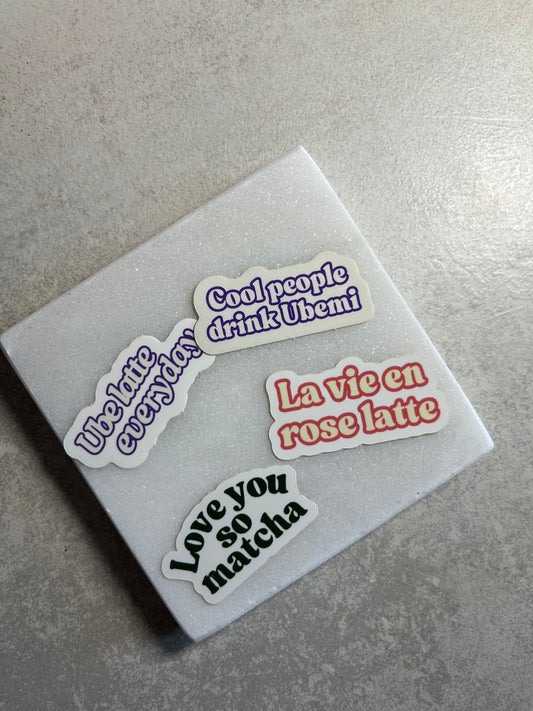 Cool people
drink Ubemi
Ube latte
everyday
La vie en
rose latte
Love you
so
matcha